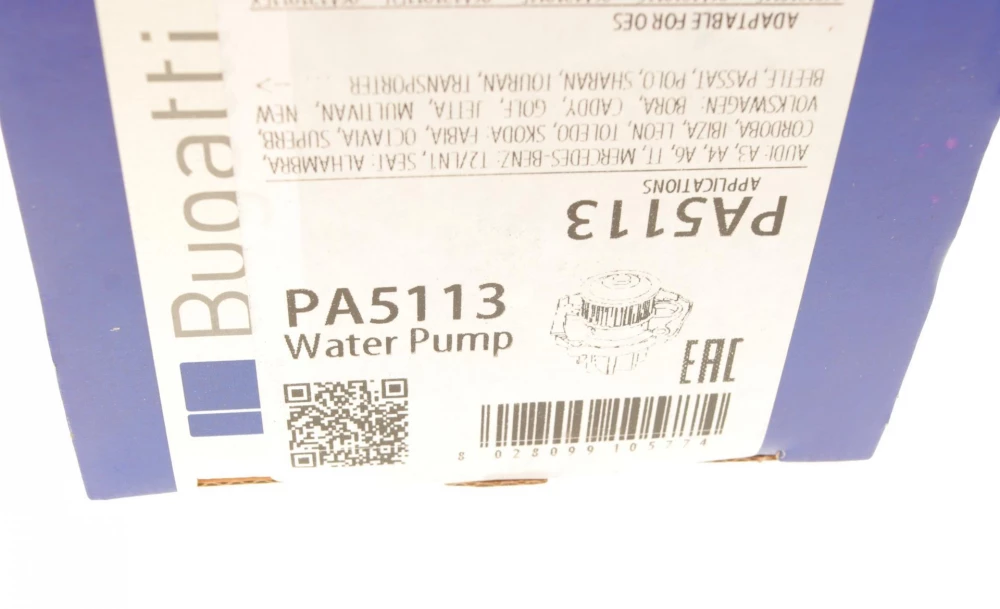 Bugatti
PA5113
Water Pump
EAC
8 028099 105774
PA5113
APPLICATIONS
AUDI: A3, A4, A6, TT, MERCEDES-BENZ: T2/LN1, SEAT: ALHAMBRA,
CORDOBA, IBIZA, LEON, TOLEDO, SKODA: FABIA, OCTAVIA, SUPERB,
VOLKSWAGEN: BORA, CADDY, GOLF, JETTA, MULTIVAN, NEW
BEETLE, PASSAT, POLO, SHARAN, TOURAN, TRANSPORTER
ADAPTABLE FOR OES